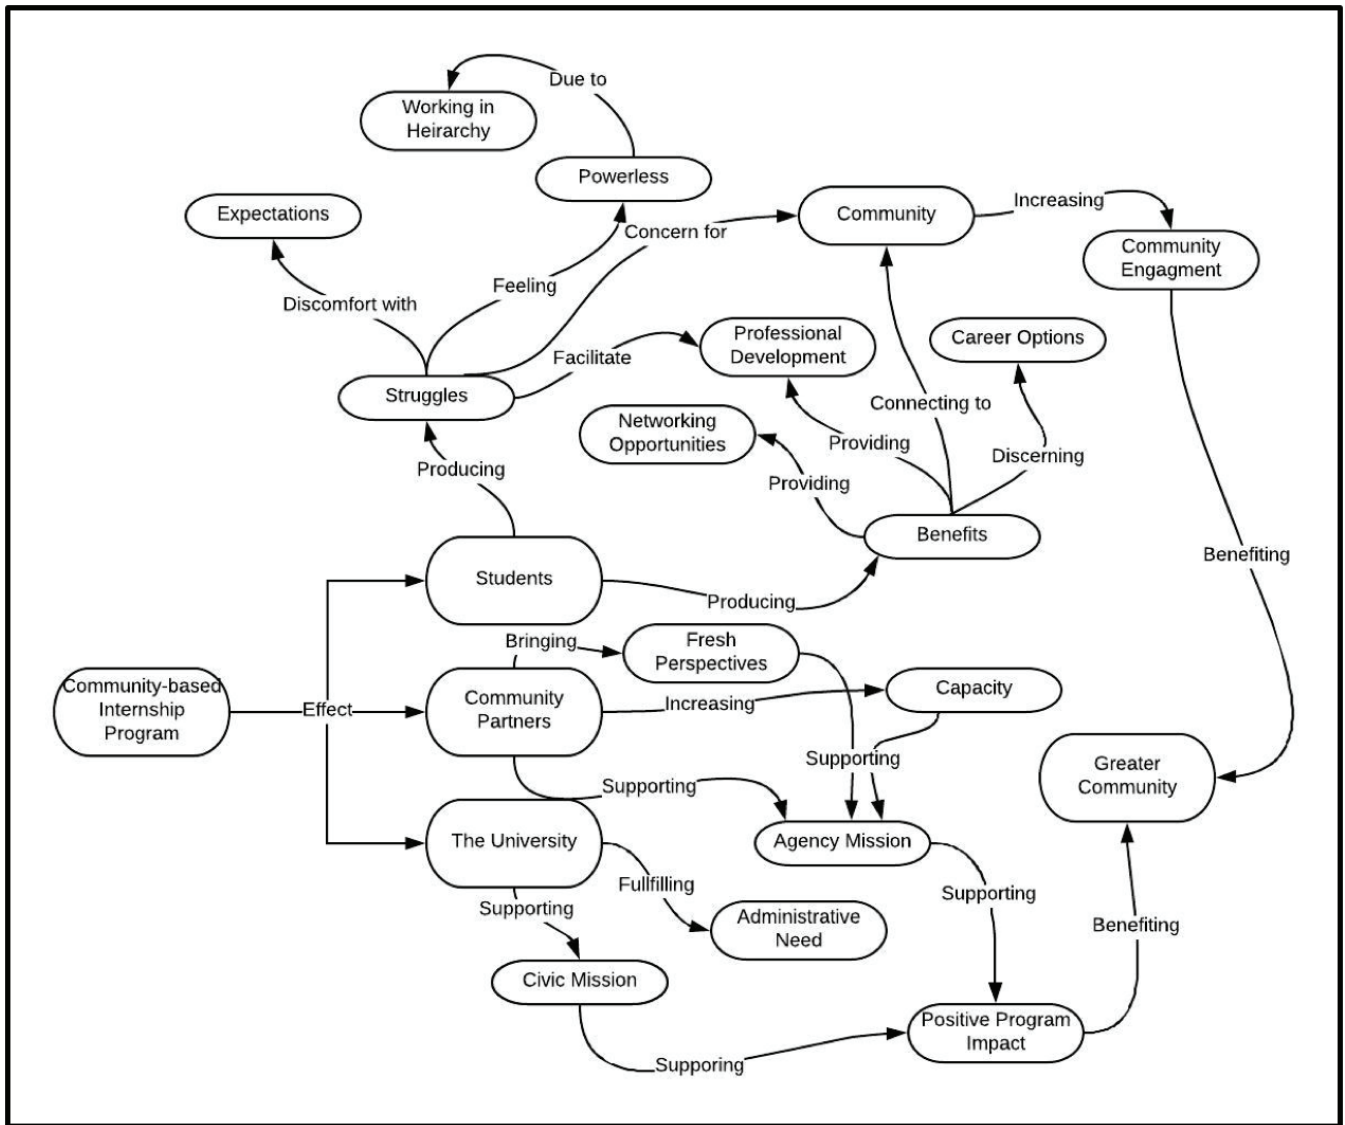 Due to
Working in
Heirarchy
Powerless
Expectations
Concern for
Community
Increasing
Community
Engagment
Feeling
Discomfort with
Facilitate
Professional
Development
Career Options
Struggles
Connecting to
Networking
Opportunities
Providing
Discerning
Producing
Providing
Benefits
Benefiting
Students
Producing
Bringing
Fresh
Perspectives
Community-based
Internship
Program
Effect
Community
Partners
Increasing
Capacity
Supporting
Supporting
Greater
Community
The University
Agency Mission
Fullfilling
Supporting
Supporting
Administrative
Need
Benefiting
Civic Mission
Positive Program
Impact
Supporing